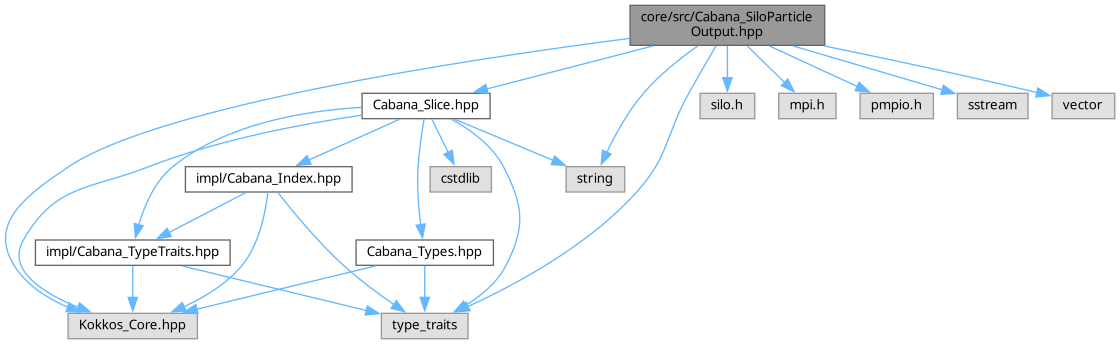 core/src/Cabana_SiloParticle
Output.hpp
Cabana_Slice.hpp
silo.h
mpi.h
pmpio.h
sstream
vector
impl/Cabana_Index.hpp
cstdlib
string
impl/Cabana_TypeTraits.hpp
Cabana_Types.hpp
Kokkos_Core.hpp
type_traits